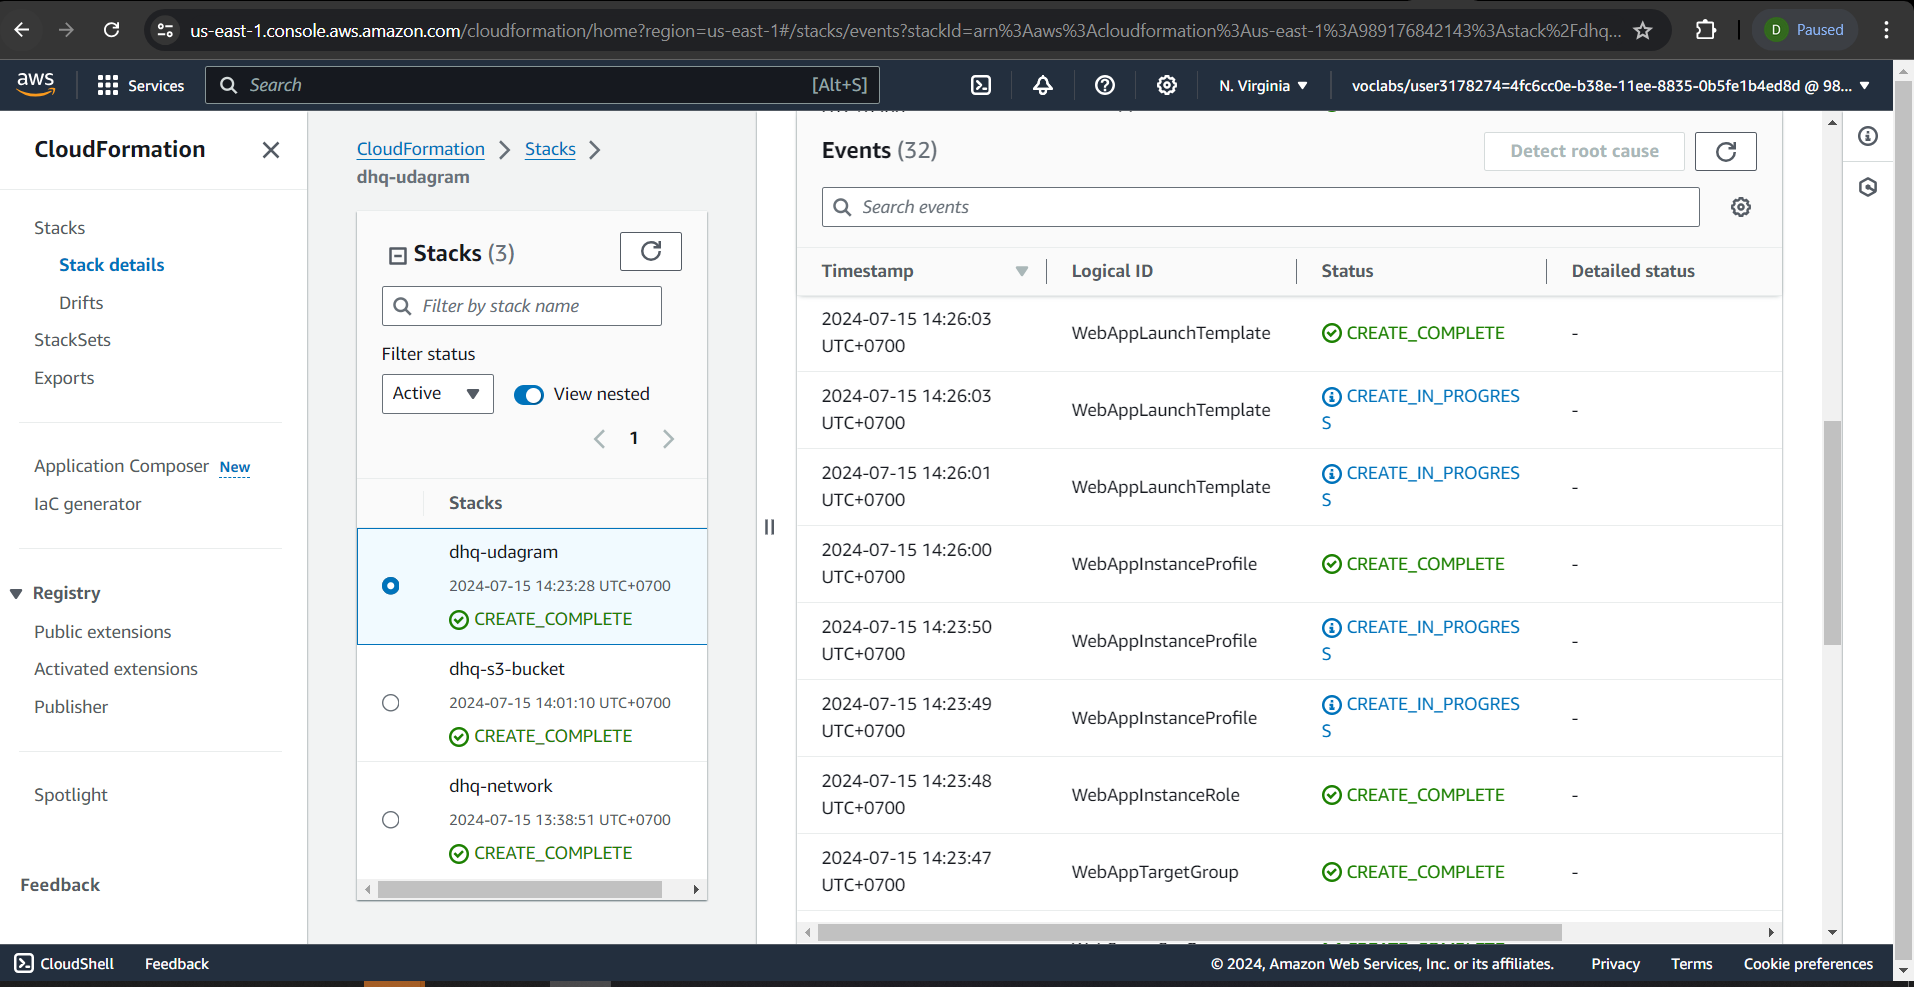 us-east-1.console.aws.amazon.com/cloudformation/home?region=us-east-1#/stacks/events?stackId=arn%3Aaws%3Acloudformation%3Aus-east-1%3A989176842143%3Astack%2Fdhq...
D Paused
aws
Services
Search
[Alt+S]
N. Virginia
voclabs/user3178274=4fc6cc0e-b38e-11ee-8835-0b5fe1b4ed8d @ 98...
CloudFormation
Stacks
Stack details
Drifts
StackSets
Exports
Application Composer New
IaC generator
Registry
Public extensions
Activated extensions
Publisher
Spotlight
Feedback
CloudFormation
Stacks
dhq-udagram
Stacks (3)
Filter by stack name
Filter status
Active
View nested
1
Stacks
dhq-udagram
2024-07-15 14:23:28 UTC+0700
CREATE_COMPLETE
dhq-s3-bucket
2024-07-15 14:01:10 UTC+0700
CREATE_COMPLETE
dhq-network
2024-07-15 13:38:51 UTC+0700
CREATE_COMPLETE
Events (32)
Detect root cause
Search events
Timestamp Logical ID Status Detailed status
2024-07-15 14:26:03
UTC+0700
WebAppLaunchTemplate
CREATE_COMPLETE
-
2024-07-15 14:26:03
UTC+0700
WebAppLaunchTemplate
CREATE_IN_PROGRES
S
-
2024-07-15 14:26:01
UTC+0700
WebAppLaunchTemplate
CREATE_IN_PROGRES
S
-
2024-07-15 14:26:00
UTC+0700
WebAppInstanceProfile
CREATE_COMPLETE
-
2024-07-15 14:23:50
UTC+0700
WebAppInstanceProfile
CREATE_IN_PROGRES
S
-
2024-07-15 14:23:49
UTC+0700
WebAppInstanceProfile
CREATE_IN_PROGRES
S
-
2024-07-15 14:23:48
UTC+0700
WebAppInstanceRole
CREATE_COMPLETE
-
2024-07-15 14:23:47
UTC+0700
WebAppTargetGroup
CREATE_COMPLETE
-
CloudShell
Feedback
© 2024, Amazon Web Services, Inc. or its affiliates.
Privacy
Terms
Cookie preferences